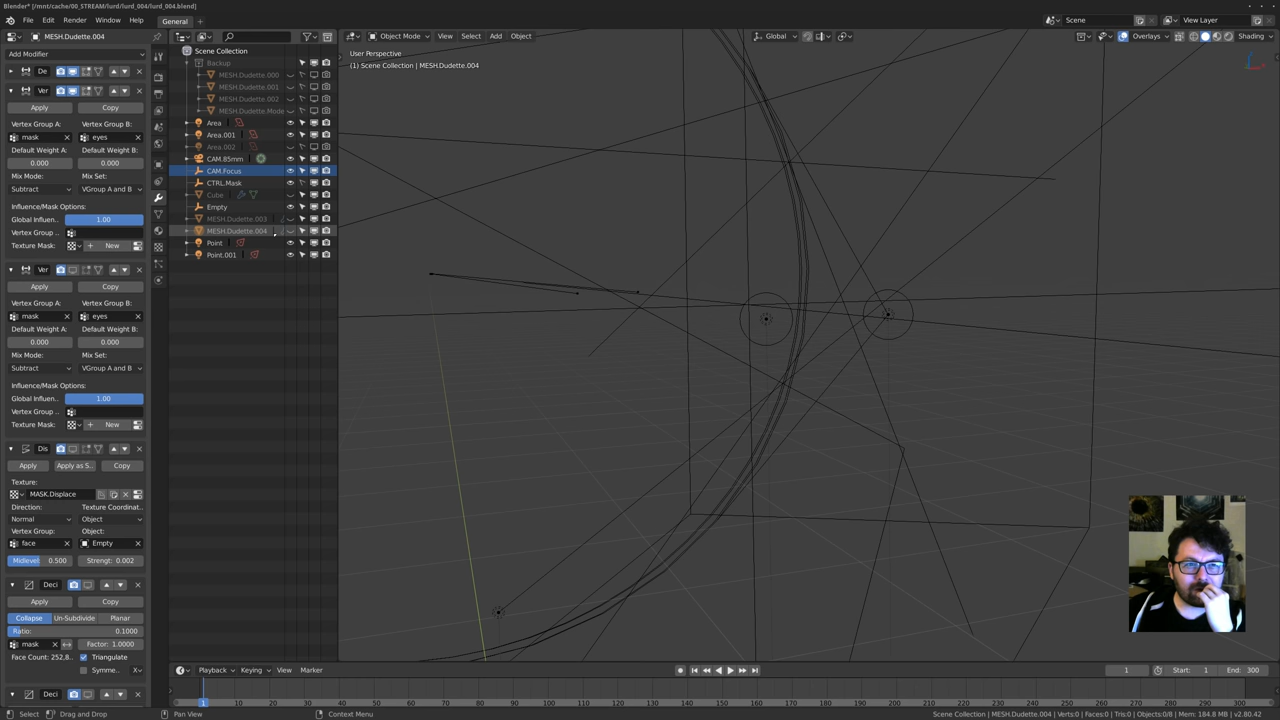 Blender* [/mnt/cache/00_STREAM/lurd/lurd_004/lurd_004.blend]
File Edit Render Window Help General Scene View Layer
MESH.Dudette.004
Object Mode View Select Add Object Global Overlays Shading
Add Modifier
De
Ver
Apply Copy
Vertex Group A: Vertex Group B:
mask eyes
Default Weight A: Default Weight B:
0.000 0.000
Mix Mode: Mix Set:
Subtract VGroup A and B
Influence/Mask Options:
Global Influen.. 1.00
Vertex Group ..
Texture Mask: New
Ver
Apply Copy
Vertex Group A: Vertex Group B:
mask eyes
Default Weight A: Default Weight B:
0.000 0.000
Mix Mode: Mix Set:
Subtract VGroup A and B
Influence/Mask Options:
Global Influen.. 1.00
Vertex Group ..
Texture Mask: New
Dis
Apply Apply as S.. Copy
Texture:
MASK.Displace
Direction: Texture Coordinat..
Normal Object
Vertex Group: Object:
face Empty
Midlevel: 0.500 Strengt: 0.002
Deci
Apply Copy
Collapse Un-Subdivide Planar
Ratio: 0.1000
mask Factor: 1.0000
Face Count: 252,8.. Triangulate
Symme.. X
Deci
Scene Collection
Backup
MESH.Dudette.000
MESH.Dudette.001
MESH.Dudette.002
MESH.Dudette.Mode
Area
Area.001
Area.002
CAM.85mm
CAM.Focus
CTRL.Mask
Cube
Empty
MESH.Dudette.003
MESH.Dudette.004
Point
Point.001
User Perspective
(1) Scene Collection | MESH.Dudette.004
Playback Keying View Marker 1 Start: 1 End: 300
1 10 20 30 40 50 60 70 80 90 100 110 120 130 140 150 160 170 180 190 200 210 220 230 240 250 260 270 280 290 300
Select Drag and Drop Pan View Context Menu Scene Collection | MESH.Dudette.004 | Verts:0 | Faces:0 | Tris:0 | Objects:0/8 | Mem: 184.8 MB | v2.80.42